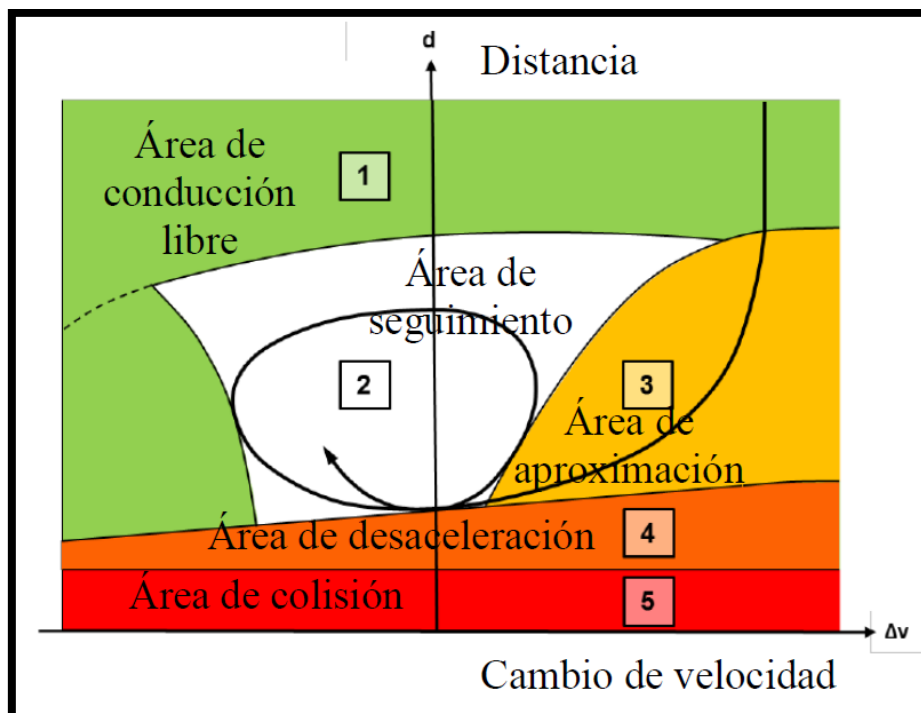 d
Distancia
Área de
conducción
libre
1
Área de
seguimiento
2
3
Área de
aproximación
Área de desaceleración
4
Área de colisión
5
Δv
Cambio de velocidad